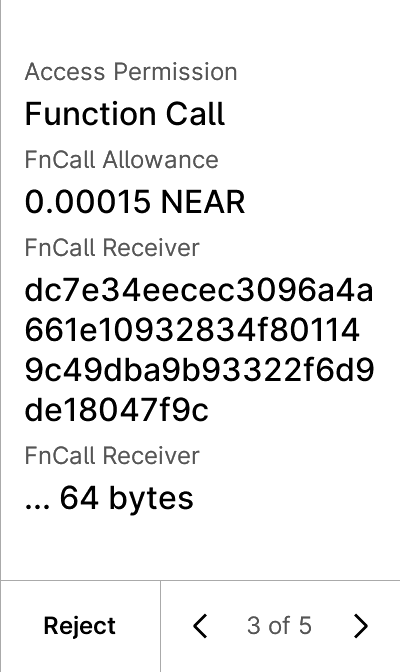 Access Permission
Function Call
FnCall Allowance
0.00015 NEAR
FnCall Receiver
dc7e34eecec3096a4a
661e10932834f80114
9c49dba9b93322f6d9
de18047f9c
FnCall Receiver
... 64 bytes
Reject
3 of 5